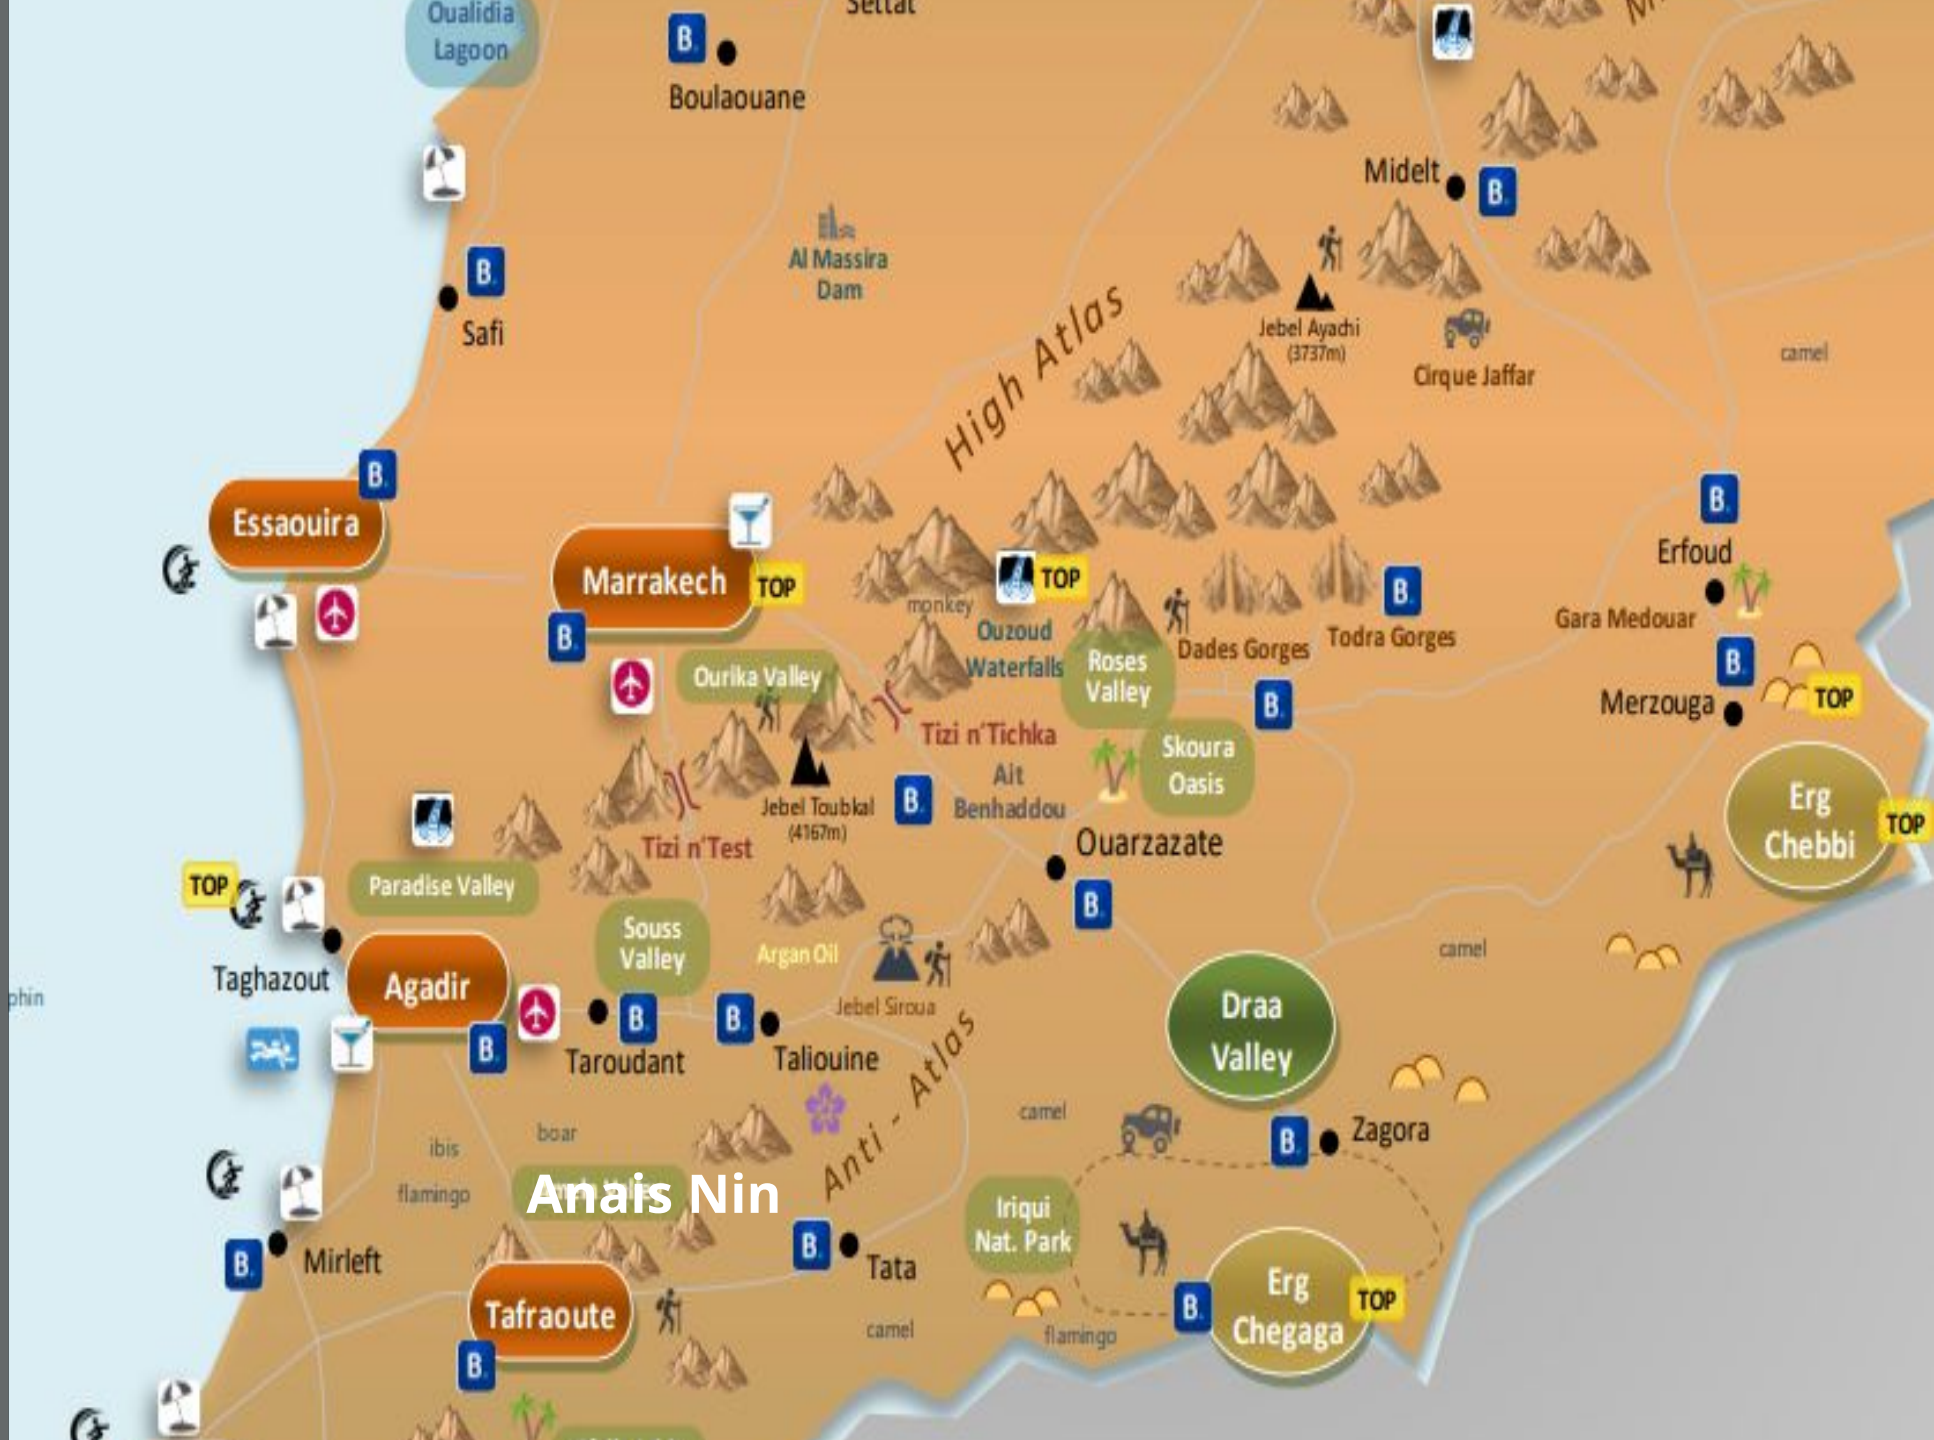 Settat
Oualidia
Lagoon
B.
Boulaouane
Midelt
B.
Al Massira
Dam
B.
Safi
High Atlas
Jebel Ayachi
(3737m)
Cirque Jaffar
camel
B.
Essaouira
Marrakech
TOP
B.
TOP
monkey
Ouzoud
Waterfalls
B.
B.
Erfoud
Gara Medouar
Dades Gorges
Todra Gorges
Roses
Valley
Ourika Valley
B.
Merzouga
TOP
B.
Tizi n'Tichka
Skoura
Oasis
Ait
Benhaddou
B.
Jebel Toubkal
(4167m)
Tizi n'Test
Erg
Chebbi
TOP
Ouarzazate
B.
TOP
Paradise Valley
Souss
Valley
Argan Oil
camel
Taghazout
Agadir
phin
Jebel Siroua
B.
B.
B.
Taroudant
Taliouine
Anti - Atlas
Draa
Valley
camel
B.
Zagora
boar
ibis
flamingo
Anais Nin
Iriqui
Nat. Park
B.
Tata
B.
Mirleft
Tafraoute
B.
camel
flamingo
B.
Erg
Chegaga
TOP